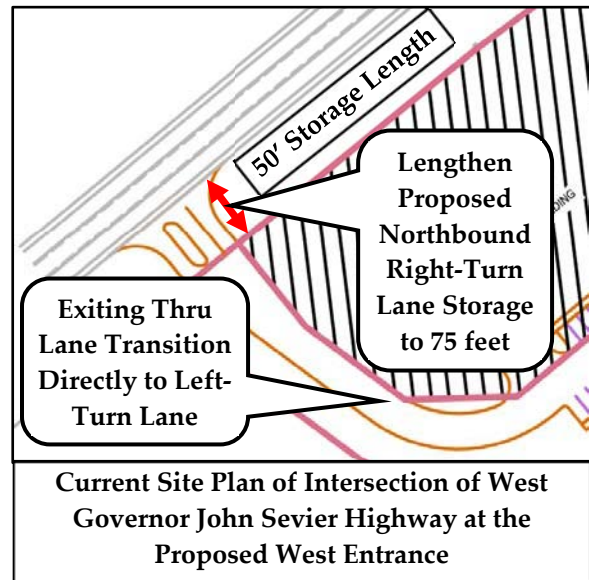 50′ Storage Length
Lengthen
Proposed
Northbound
Right-Turn
Lane Storage
to 75 feet
Exiting Thru
Lane Transition
Directly to Left-
Turn Lane
Current Site Plan of Intersection of West
Governor John Sevier Highway at the
Proposed West Entrance